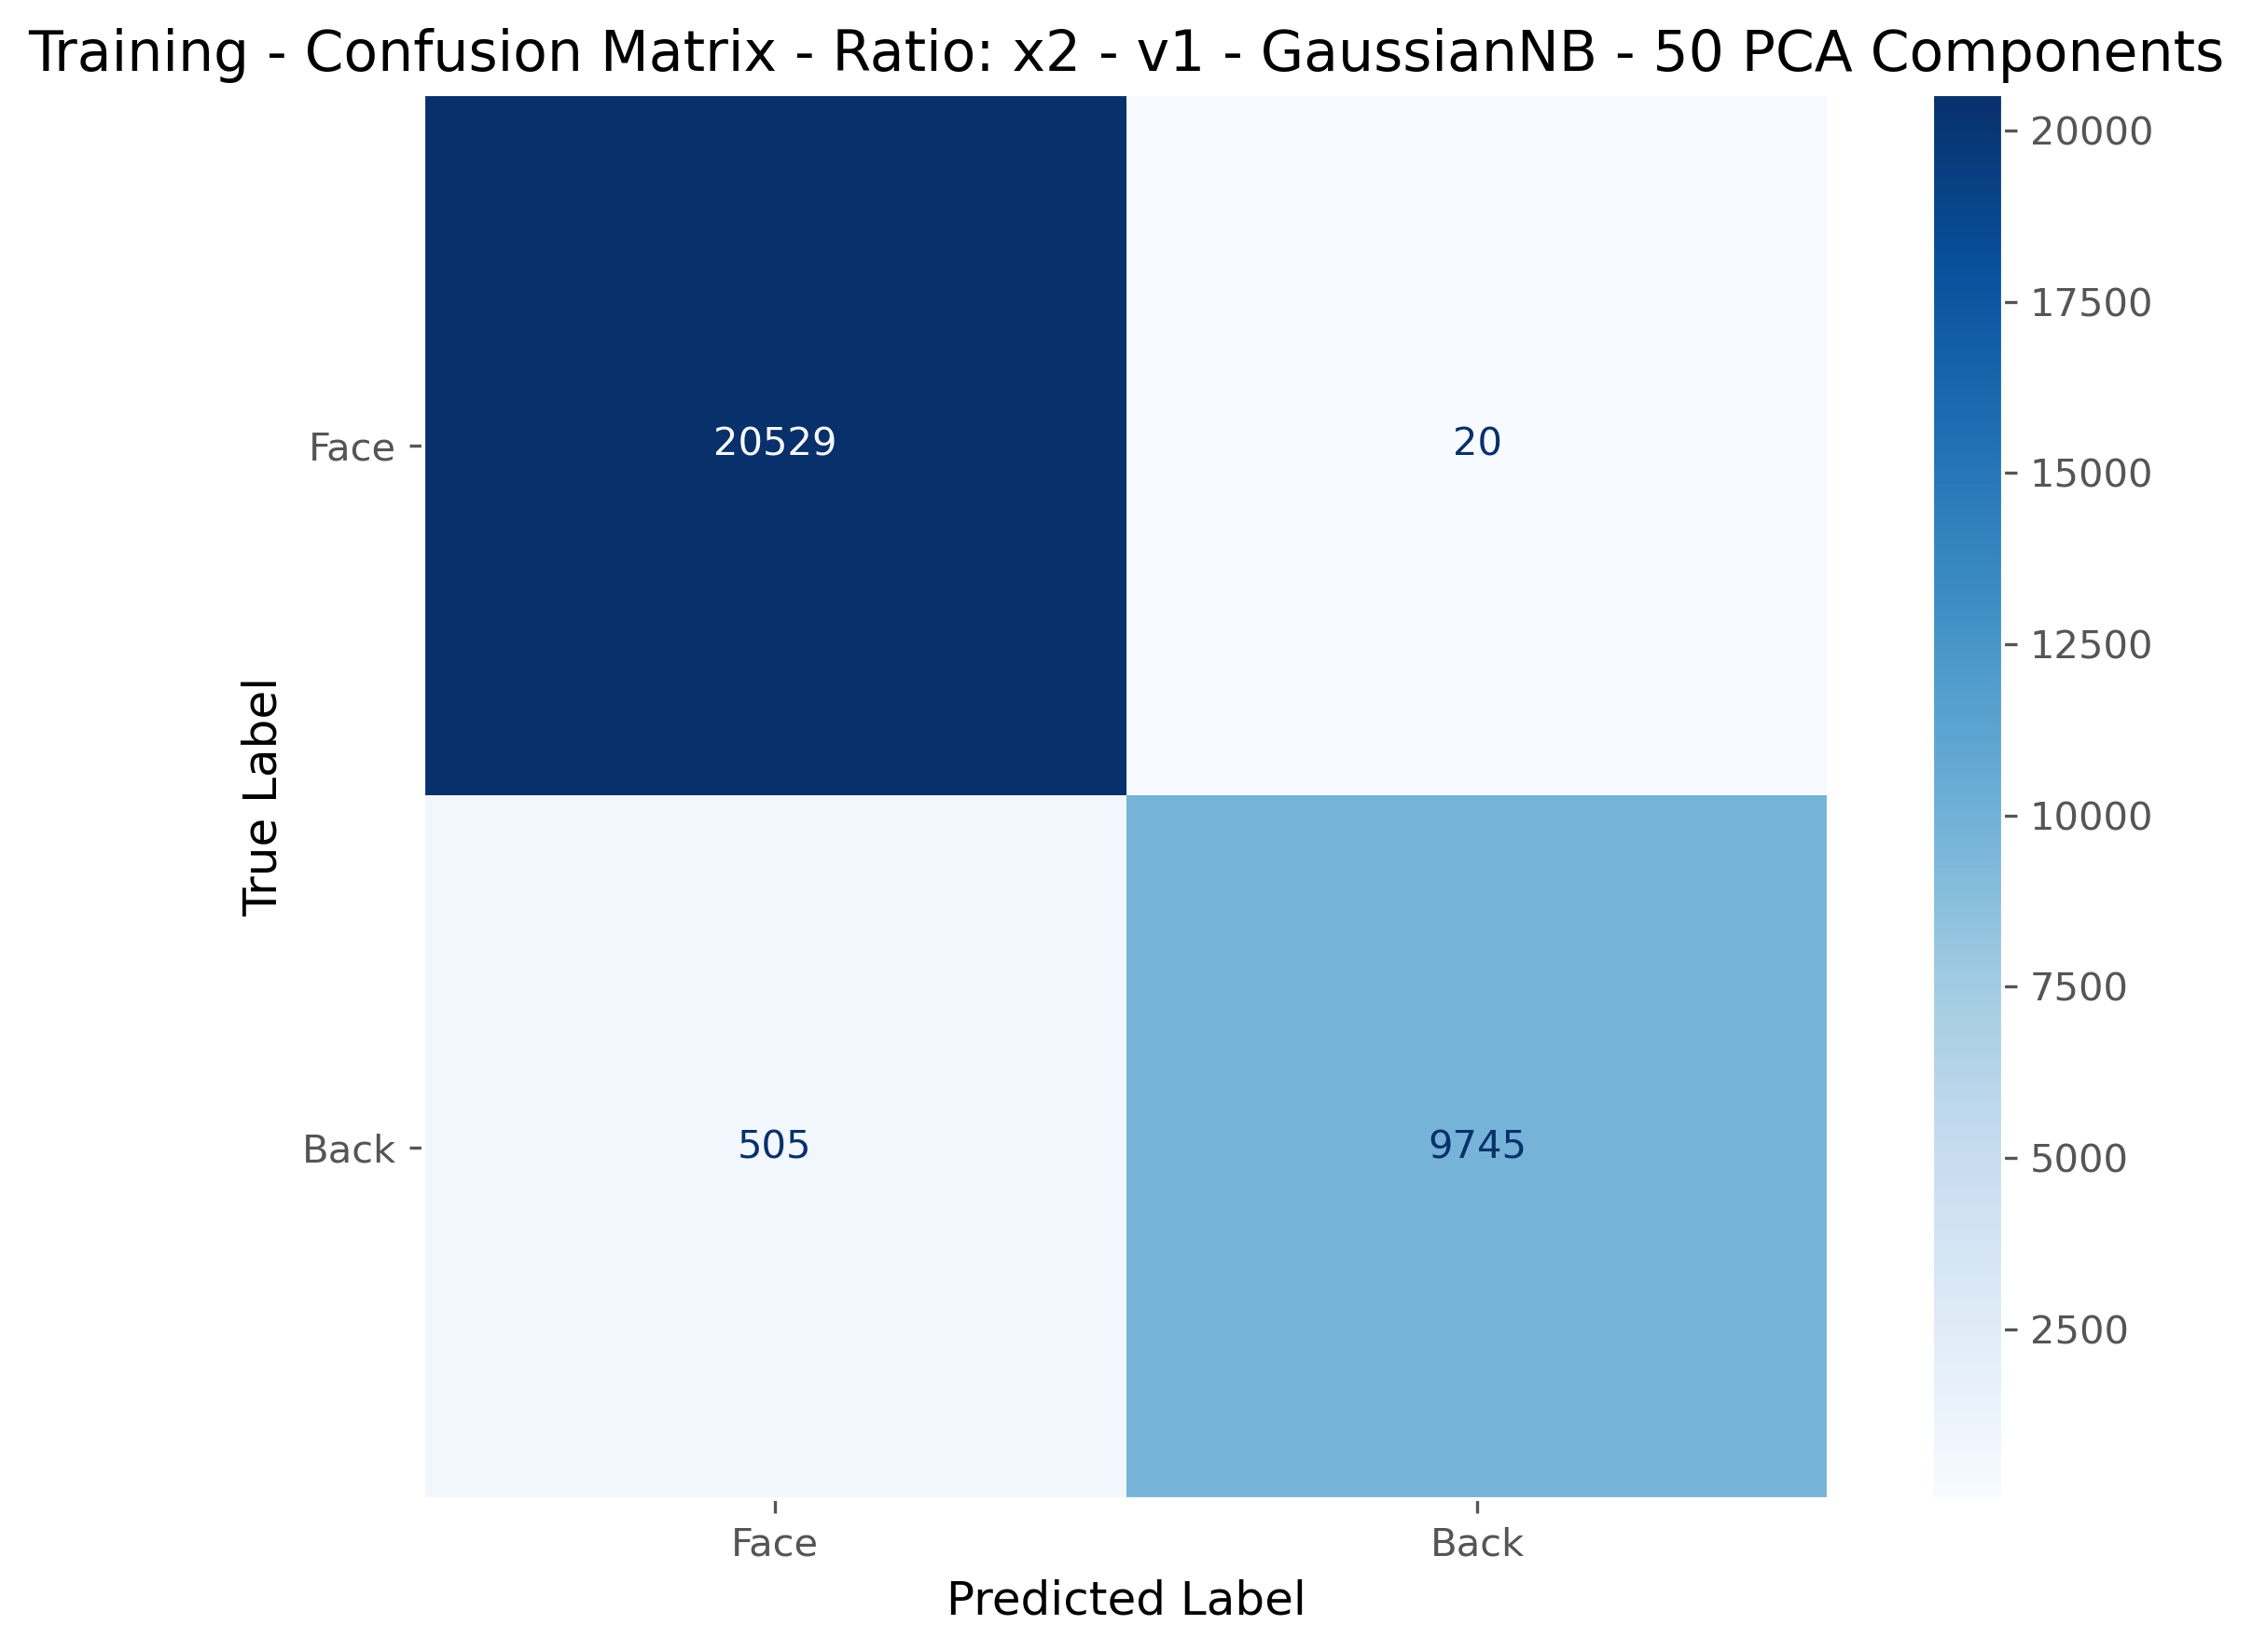 Training - Confusion Matrix - Ratio: x2 - v1 - GaussianNB - 50 PCA Components
True Label
Face
Back
20529
20
505
9745
Face
Back
Predicted Label
20000
17500
15000
12500
10000
7500
5000
2500